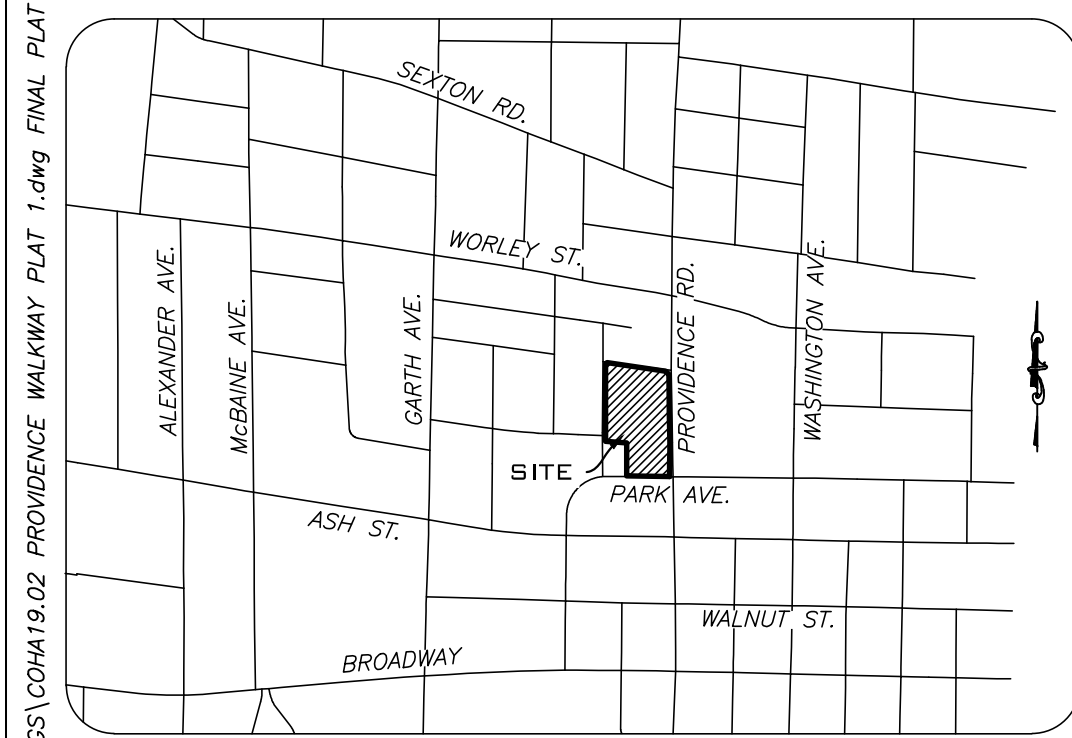 GS\COHA19.02 PROVIDENCE WALKWAY PLAT 1.dwg FINAL PLAT
SEXTON RD.
WORLEY ST.
ALEXANDER AVE.
McBAINE AVE.
GARTH AVE.
PROVIDENCE RD.
WASHINGTON AVE.
SITE
PARK AVE.
ASH ST.
WALNUT ST.
BROADWAY